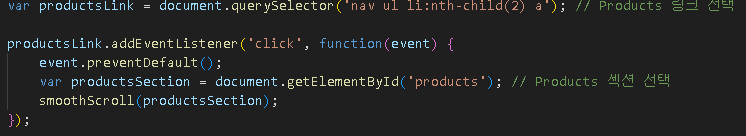 var productsLink = document.querySelector('nav ul li:nth-child(2) a'); // Products 링크 선택
productsLink.addEventListener('click', function(event) {
event.preventDefault();
var productsSection = document.getElementById('products'); // Products 섹션 선택
smoothScroll(productsSection);
});